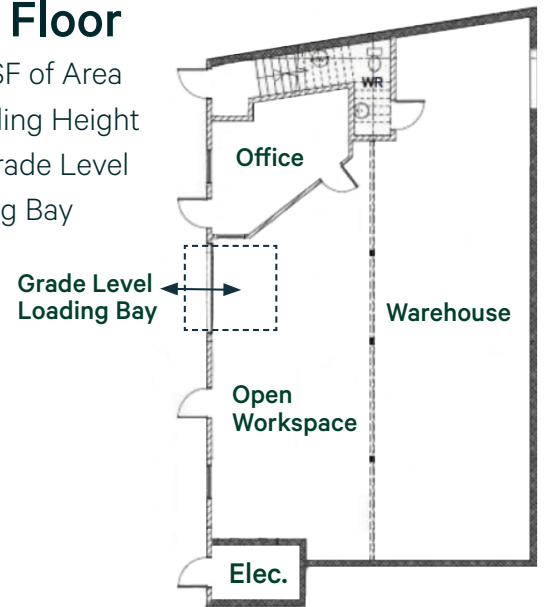 Floor
SF of Area
ling Height
rade Level
g Bay
WR
Office
Grade Level
Loading Bay
Warehouse
Open
Workspace
Elec.